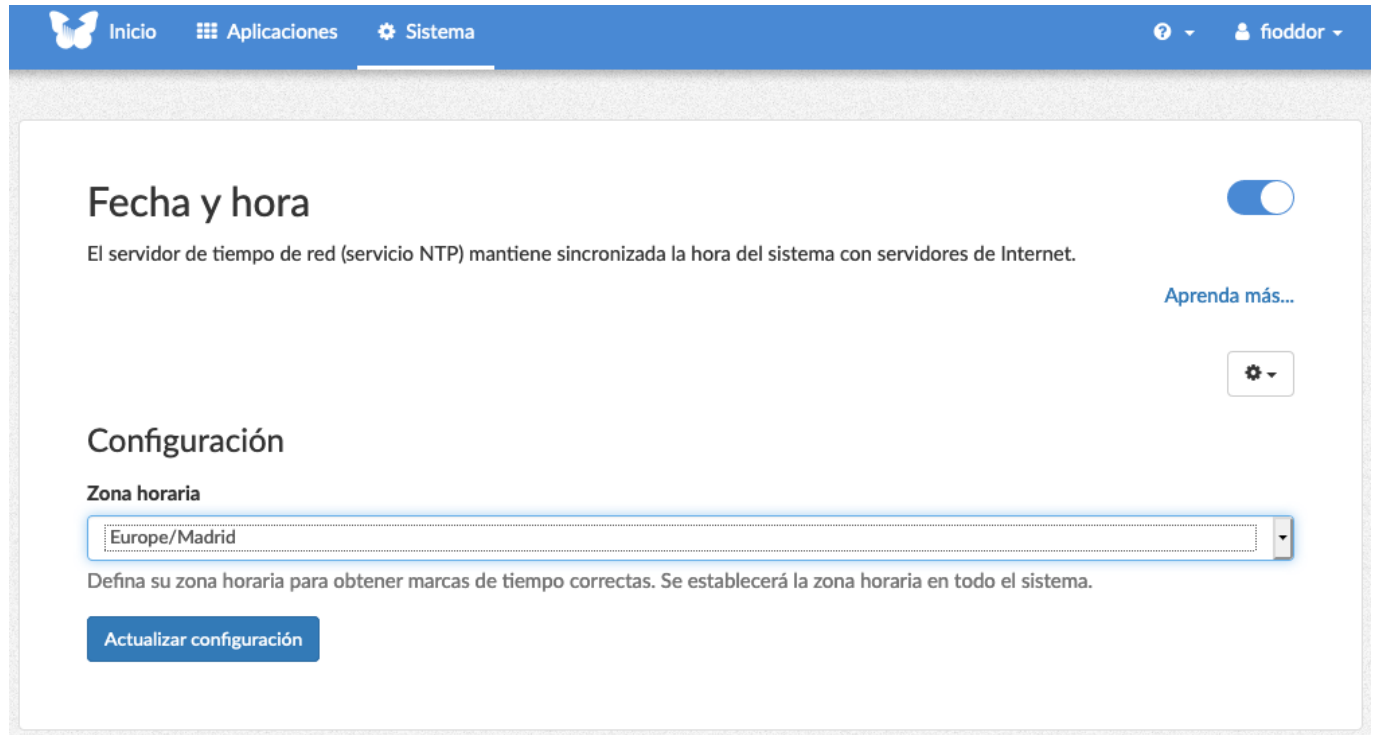 Inicio Aplicaciones Sistema fioddor
Fecha y hora
El servidor de tiempo de red (servicio NTP) mantiene sincronizada la hora del sistema con servidores de Internet.
Aprenda más...
Configuración
Zona horaria
Europe/Madrid
Defina su zona horaria para obtener marcas de tiempo correctas. Se establecerá la zona horaria en todo el sistema.
Actualizar configuración